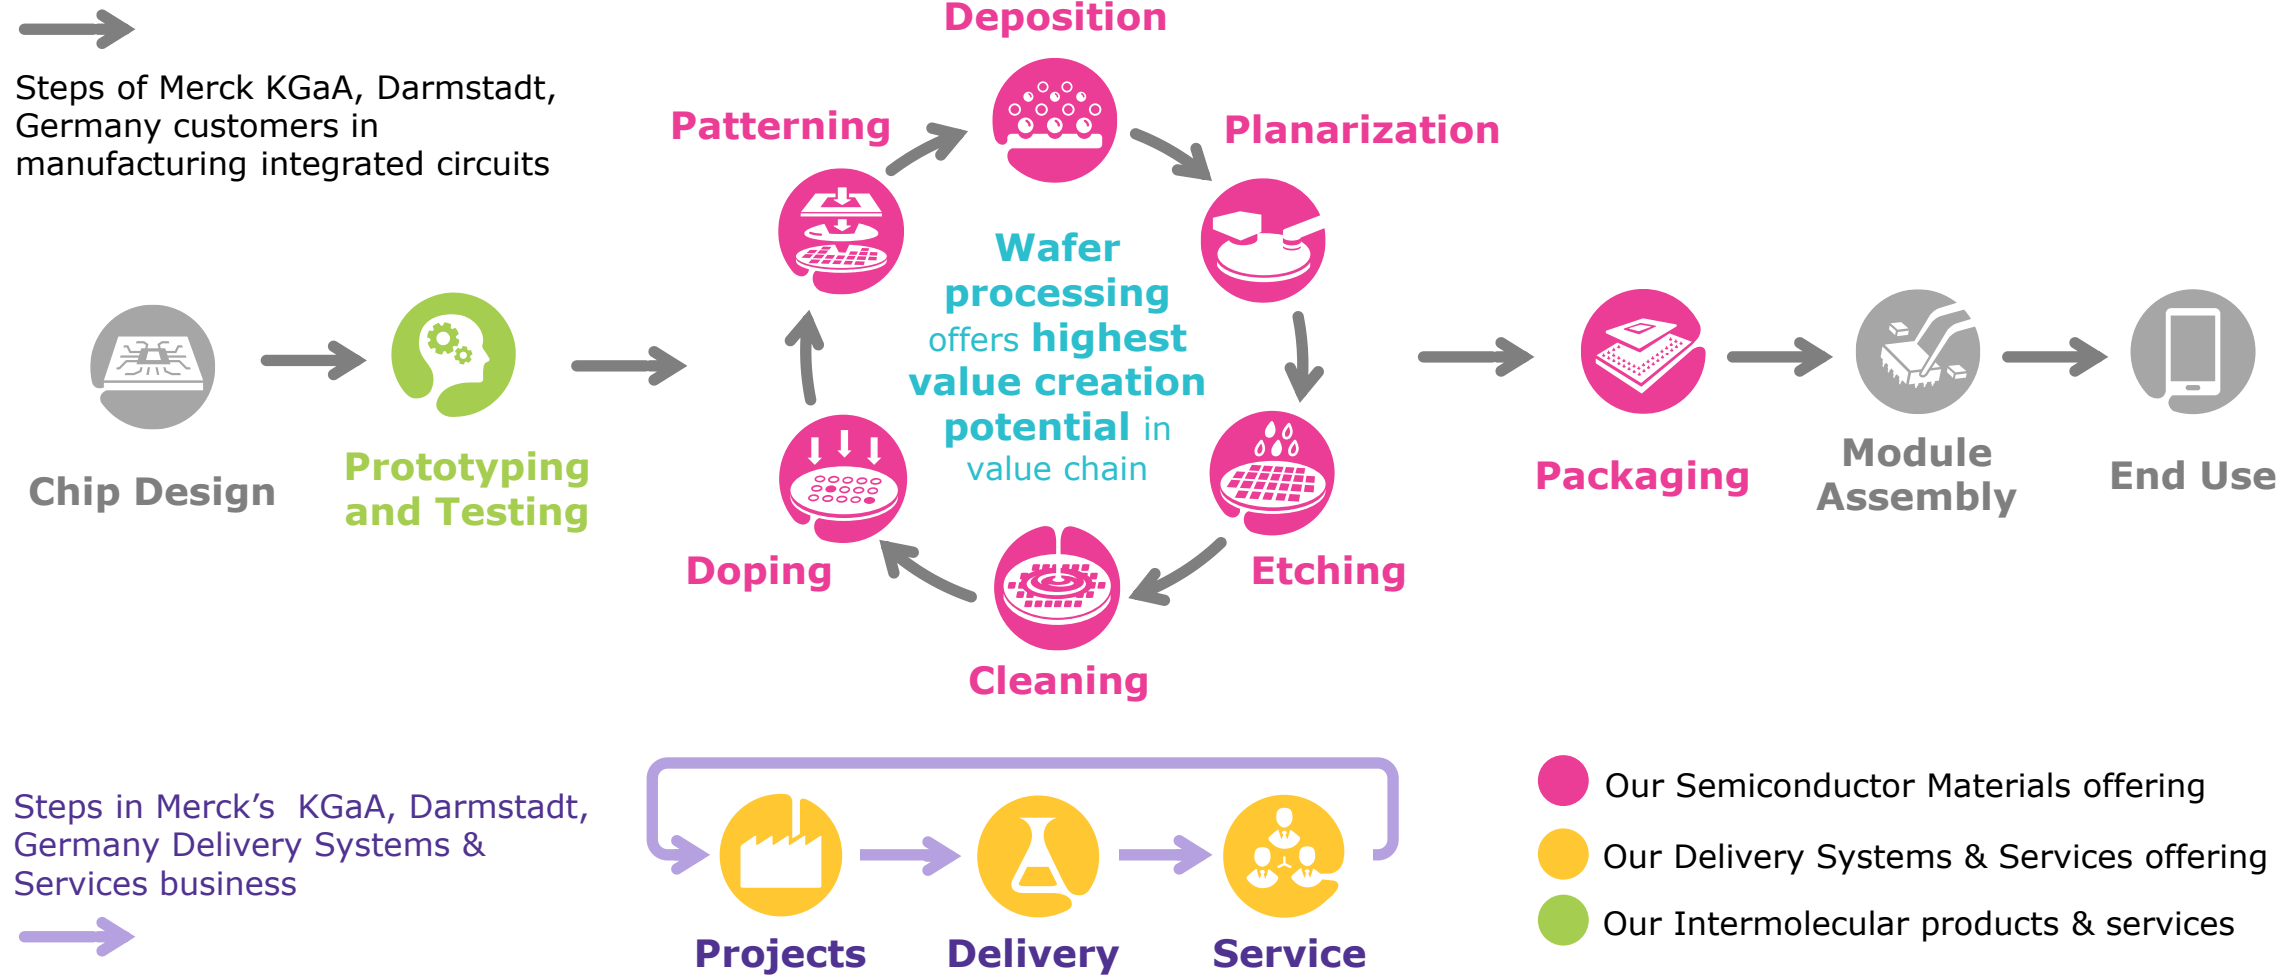 Steps of Merck KGaA, Darmstadt,
Germany customers in
manufacturing integrated circuits
Deposition
Patterning
Planarization
Wafer
processing
offers highest
value creation
potential in
value chain
Chip Design
Prototyping
and Testing
Doping
Etching
Cleaning
Packaging
Module
Assembly
End Use
Steps in Merck’s  KGaA, Darmstadt,
Germany Delivery Systems &
Services business
Projects
Delivery
Service
Our Semiconductor Materials offering
Our Delivery Systems & Services offering
Our Intermolecular products & services